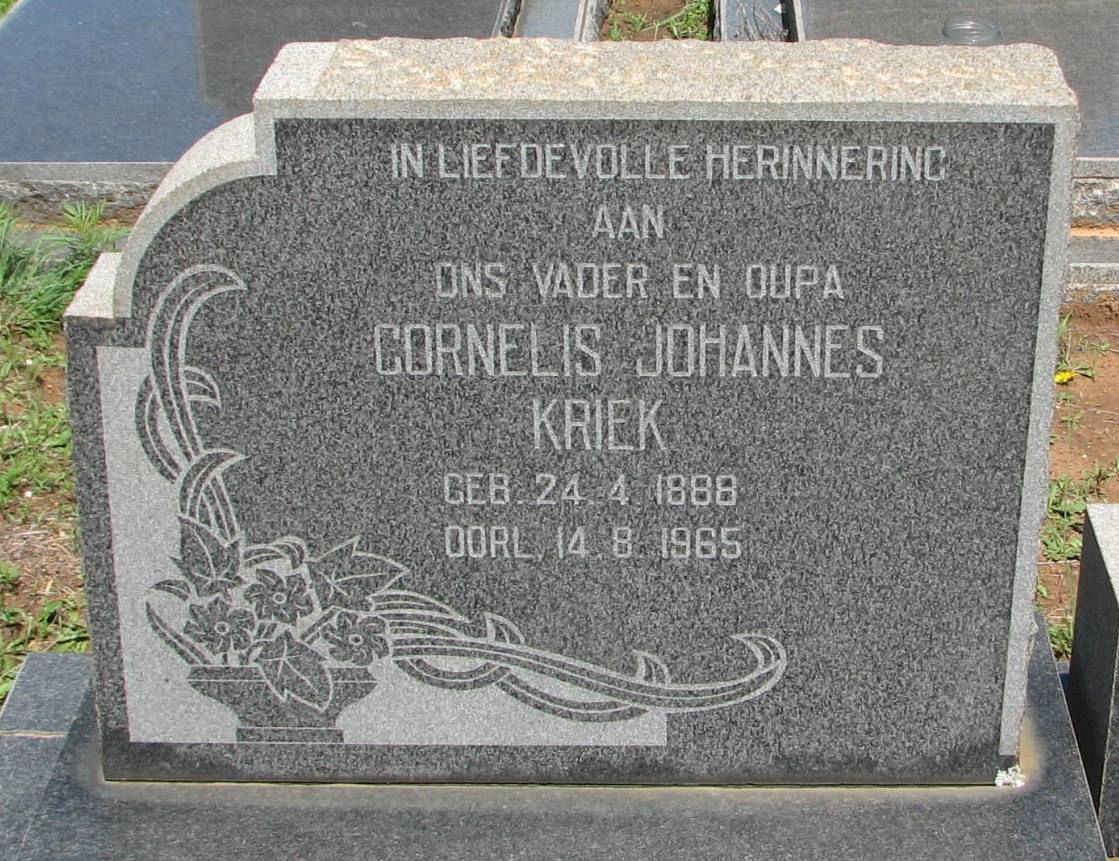 IN LIEFDEVOLLE HERINNERING
AAN
ONS VADER EN OUPA
CORNELIS JOHANNES
KRIEK
GEB. 24. 4. 1888
OORL. 14. 8. 1965